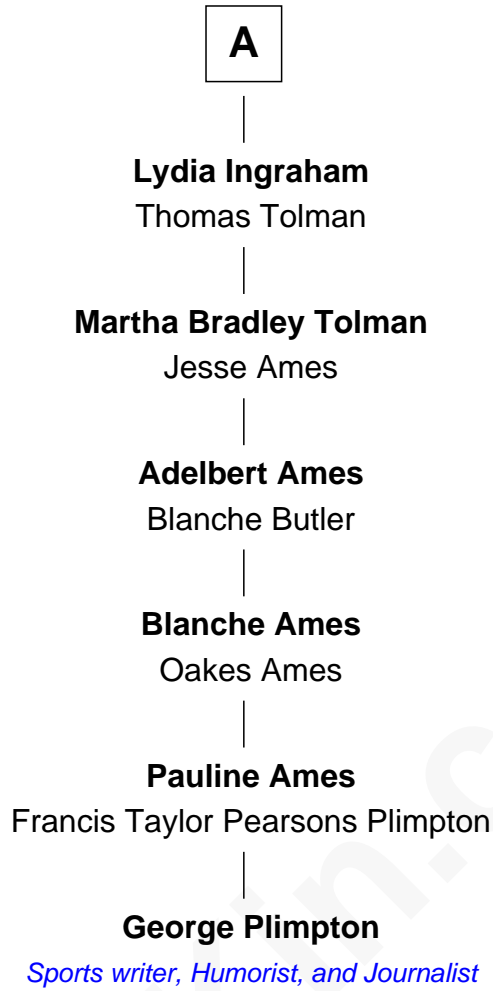 A
Lydia Ingraham
Thomas Tolman
Martha Bradley Tolman
Jesse Ames
Adelbert Ames
Blanche Butler
Blanche Ames
Oakes Ames
Pauline Ames
Francis Taylor Pearsons Plimpton
George Plimpton
Sports writer, Humorist, and Journalist